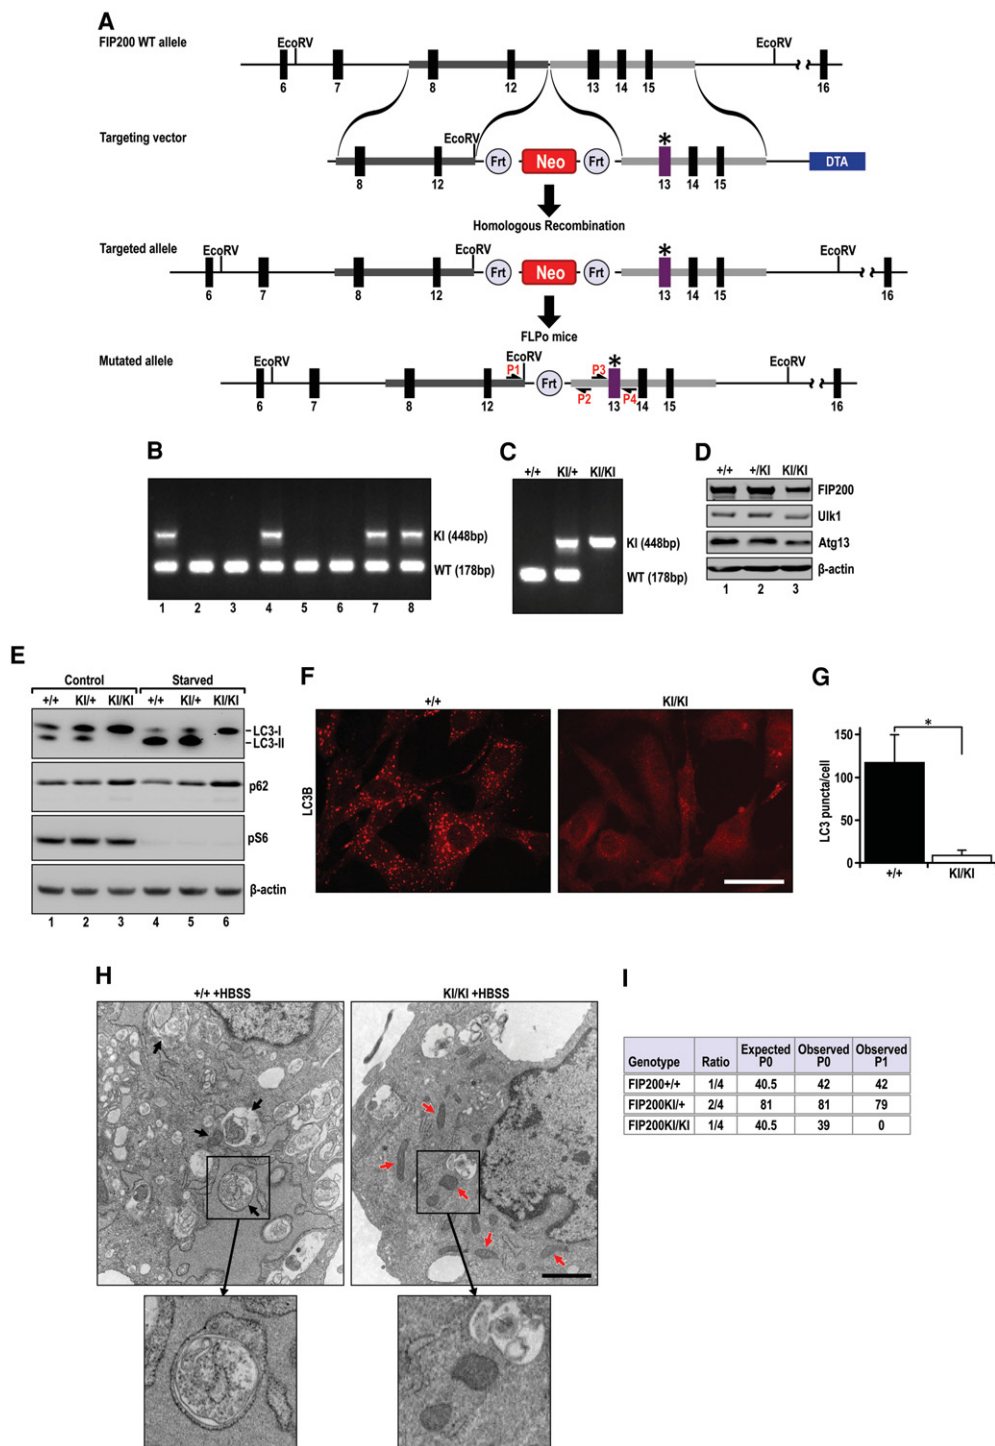 A
FIP200 WT allele
EcoRV
EcoRV
6 7 8 12 13 14 15 16
Targeting vector
EcoRV
*
Frt Neo Frt
DTA
8 12 13 14 15
Homologous Recombination
Targeted allele
EcoRV
EcoRV
*
EcoRV
Frt Neo Frt
6 7 8 12 13 14 15 16
FLPo mice
Mutated allele
EcoRV
EcoRV
*
EcoRV
P1 P3
Frt
P2 P4
6 7 8 12 13 14 15 16
B
KI (448bp)
WT (178bp)
1 2 3 4 5 6 7 8
C
+/+ KI/+ KI/KI
KI (448bp)
WT (178bp)
D
+/+ +/KI KI/KI
FIP200
Ulk1
Atg13
β-actin
1 2 3
E
Control Starved
+/+ KI/+ KI/KI +/+ KI/+ KI/KI
LC3-I
LC3-II
p62
pS6
β-actin
1 2 3 4 5 6
F
+/+ KI/KI
LC3B
G
*
LC3 puncta/cell
150
100
50
0
+/+ KI/KI
H
+/+ +HBSS KI/KI +HBSS
I
Genotype Ratio Expected P0 Observed P0 Observed P1
FIP200+/+ 1/4 40.5 42 42
FIP200KI/+ 2/4 81 81 79
FIP200KI/KI 1/4 40.5 39 0